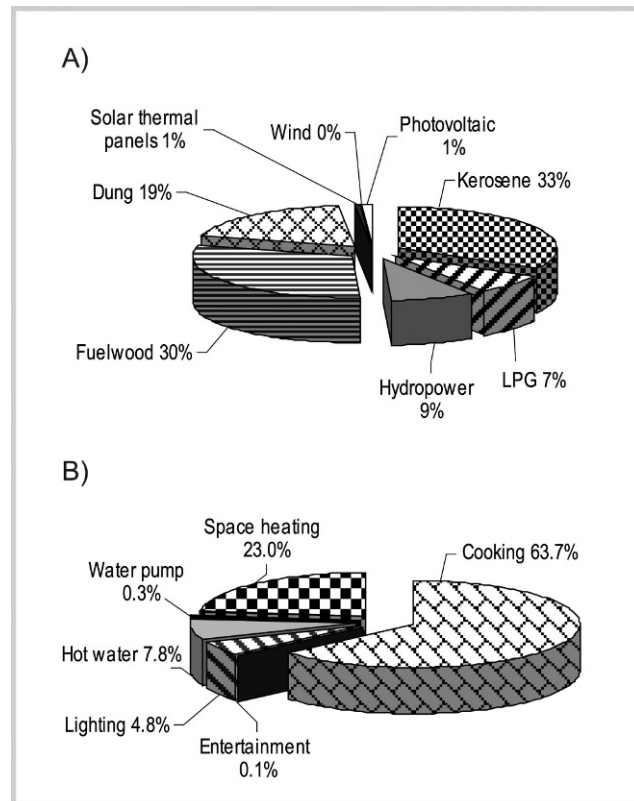 A)
Solar thermal
panels 1%
Wind 0%
Photovoltaic
1%
Kerosene 33%
Dung 19%
Fuelwood 30%
Hydropower
9%
LPG 7%
B)
Space heating
23.0%
Cooking 63.7%
Water pump
0.3%
Hot water 7.8%
Lighting 4.8%
Entertainment
0.1%